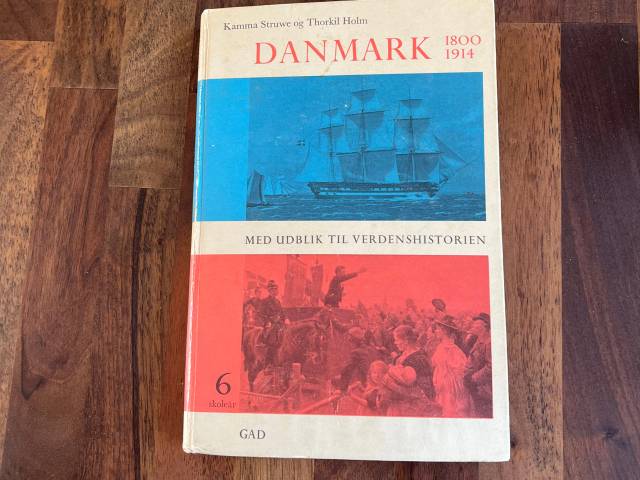 Kamma Struwe og Thorkil Holm
DANMARK 1800
1914
MED UDBLIK TIL VERDENSHISTORIEN
6
skoleår
GAD